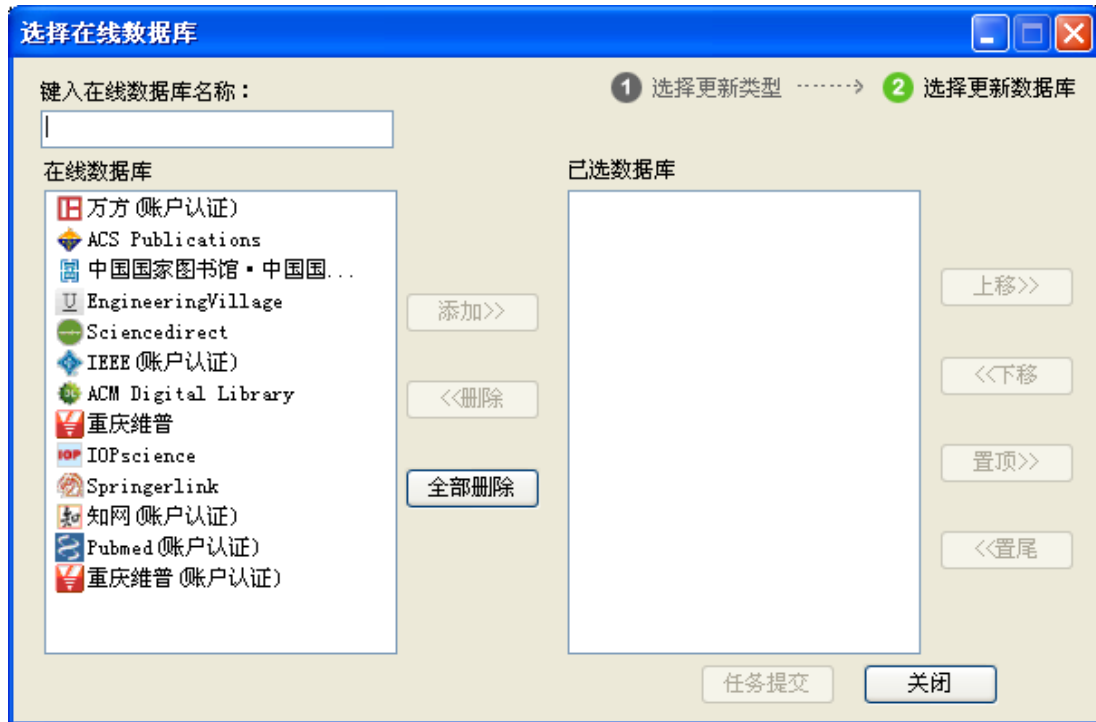 选择在线数据库
键入在线数据库名称：
1 选择更新类型 ········> 2 选择更新数据库
在线数据库
万方(账户认证)
ACS Publications
中国国家图书馆·中国国...
EngineeringVillage
Sciencedirect
IEEE(账户认证)
ACM Digital Library
重庆维普
IOP IOPscience
Springerlink
知网(账户认证)
Pubmed(账户认证)
重庆维普(账户认证)
添加>>
<<删除
全部删除
已选数据库
上移>>
<<下移
置顶>>
<<置尾
任务提交
关闭